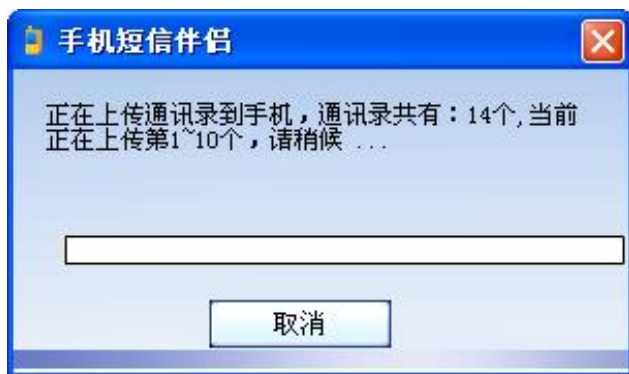 手机短信伴侣
正在上传通讯录到手机，通讯录共有：14个,当前
正在上传第1~10个，请稍候 ...
取消